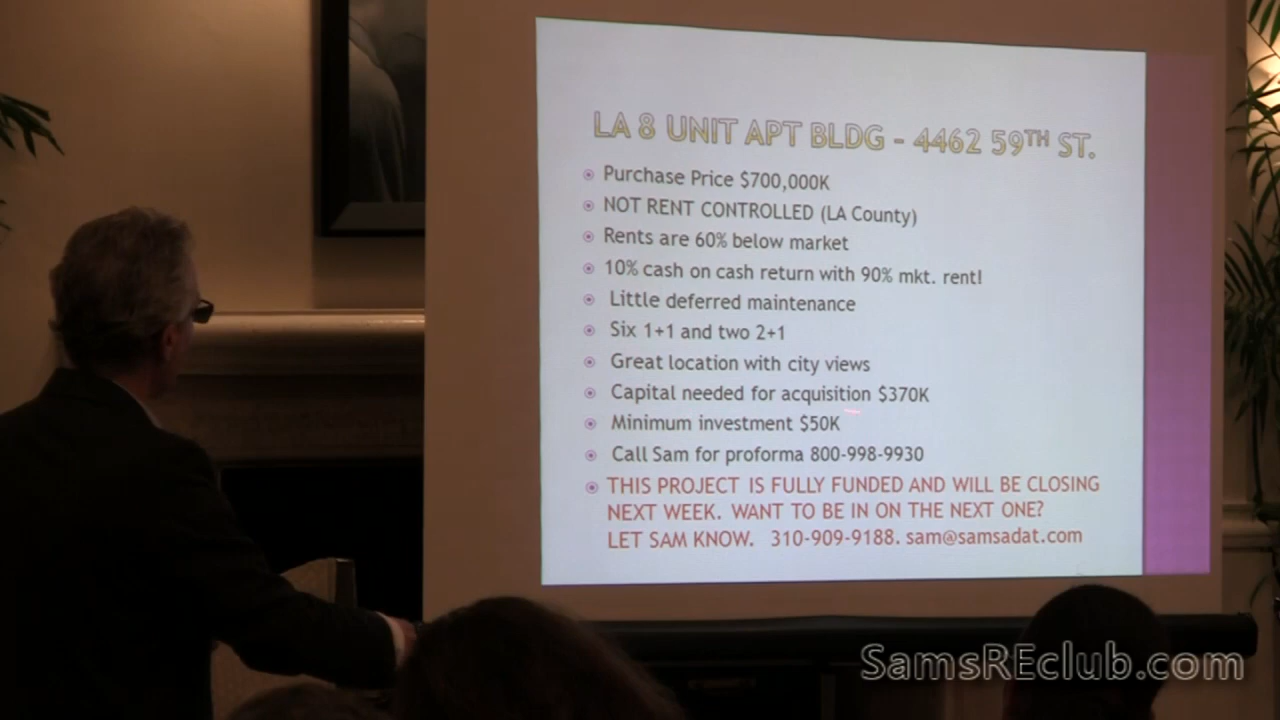 LA 8 UNIT APT BLDG - 4462 59TH ST.
Purchase Price $700,000K
NOT RENT CONTROLLED (LA County)
Rents are 60% below market
10% cash on cash return with 90% mkt. rent!
Little deferred maintenance
Six 1+1 and two 2+1
Great location with city views
Capital needed for acquisition $370K
Minimum investment $50K
Call Sam for proforma 800-998-9930
THIS PROJECT IS FULLY FUNDED AND WILL BE CLOSING
NEXT WEEK. WANT TO BE IN ON THE NEXT ONE?
LET SAM KNOW. 310-909-9188. sam@samsadat.com
SamsREclub.com